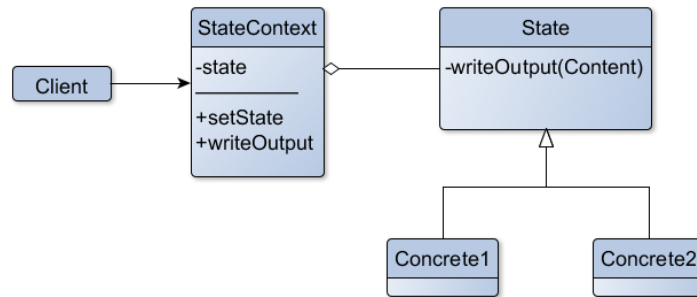 Client
StateContext
-state
+setState
+writeOutput
State
-writeOutput(Content)
Concrete1
Concrete2